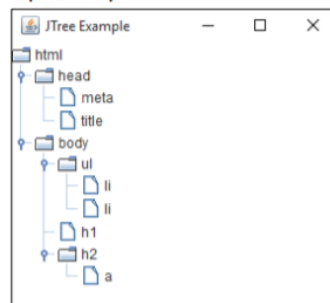 JTree Example
html
head
meta
title
body
ul
li
li
h1
h2
a